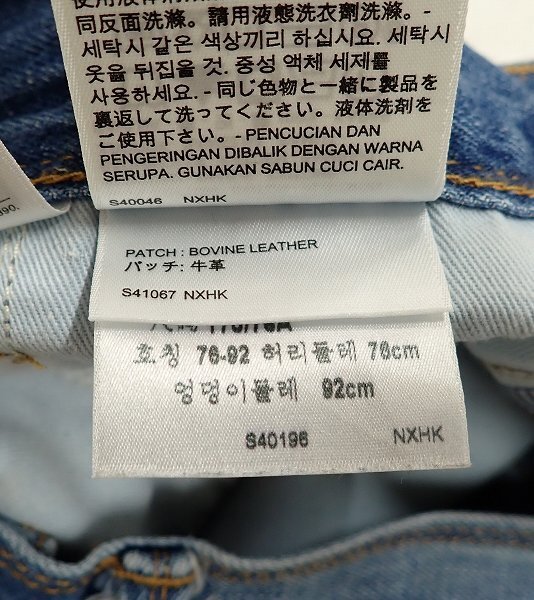 同反面洗滌。請用液態洗衣劑洗滌。-
세탁시 같은 색상끼리 하십시요. 세탁시
옷을 뒤집을 것. 중성 액체 세제를
사용하세요. - 同じ色物と一緒に製品を
裏返して洗ってください。液体洗剤を
ご使用下さい。- PENCUCIAN DAN
PENGERINGAN DIBALIK DENGAN WARNA
SERUPA. GUNAKAN SABUN CUCI CAIR.
S40046 NXHK
990.
PATCH : BOVINE LEATHER
パッチ: 牛革
S41067 NXHK
175/76A
호칭 76-92 허리둘레 76cm
엉덩이둘레 92cm
S40196 NXHK